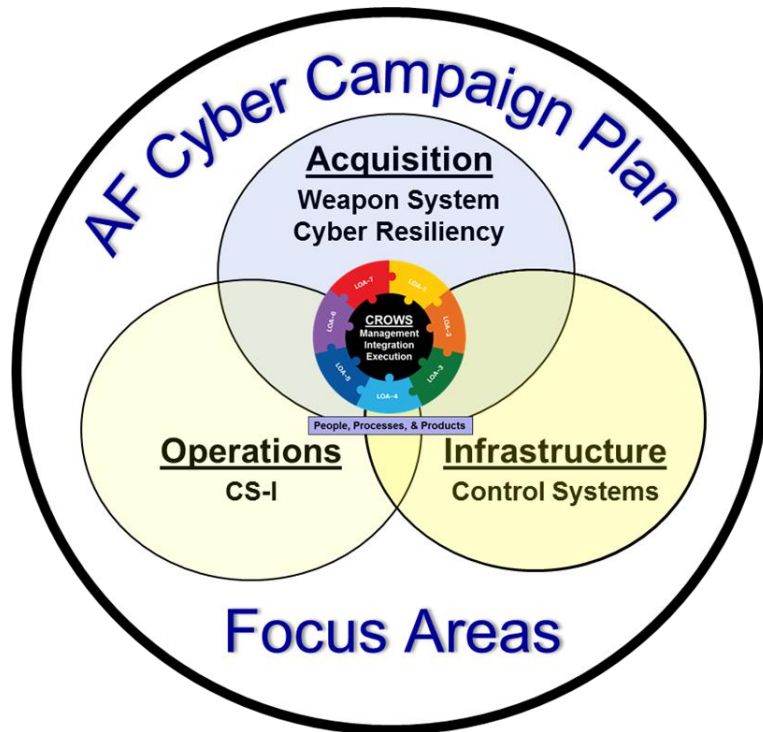 AF Cyber Campaign Plan
Acquisition
Weapon System
Cyber Resiliency
LOA-7
LOA-1
LOA-6
LOA-2
CROWS
Management
Integration
Execution
LOA-5
LOA-3
LOA-4
People, Processes, & Products
Operations
CS-I
Infrastructure
Control Systems
Focus Areas